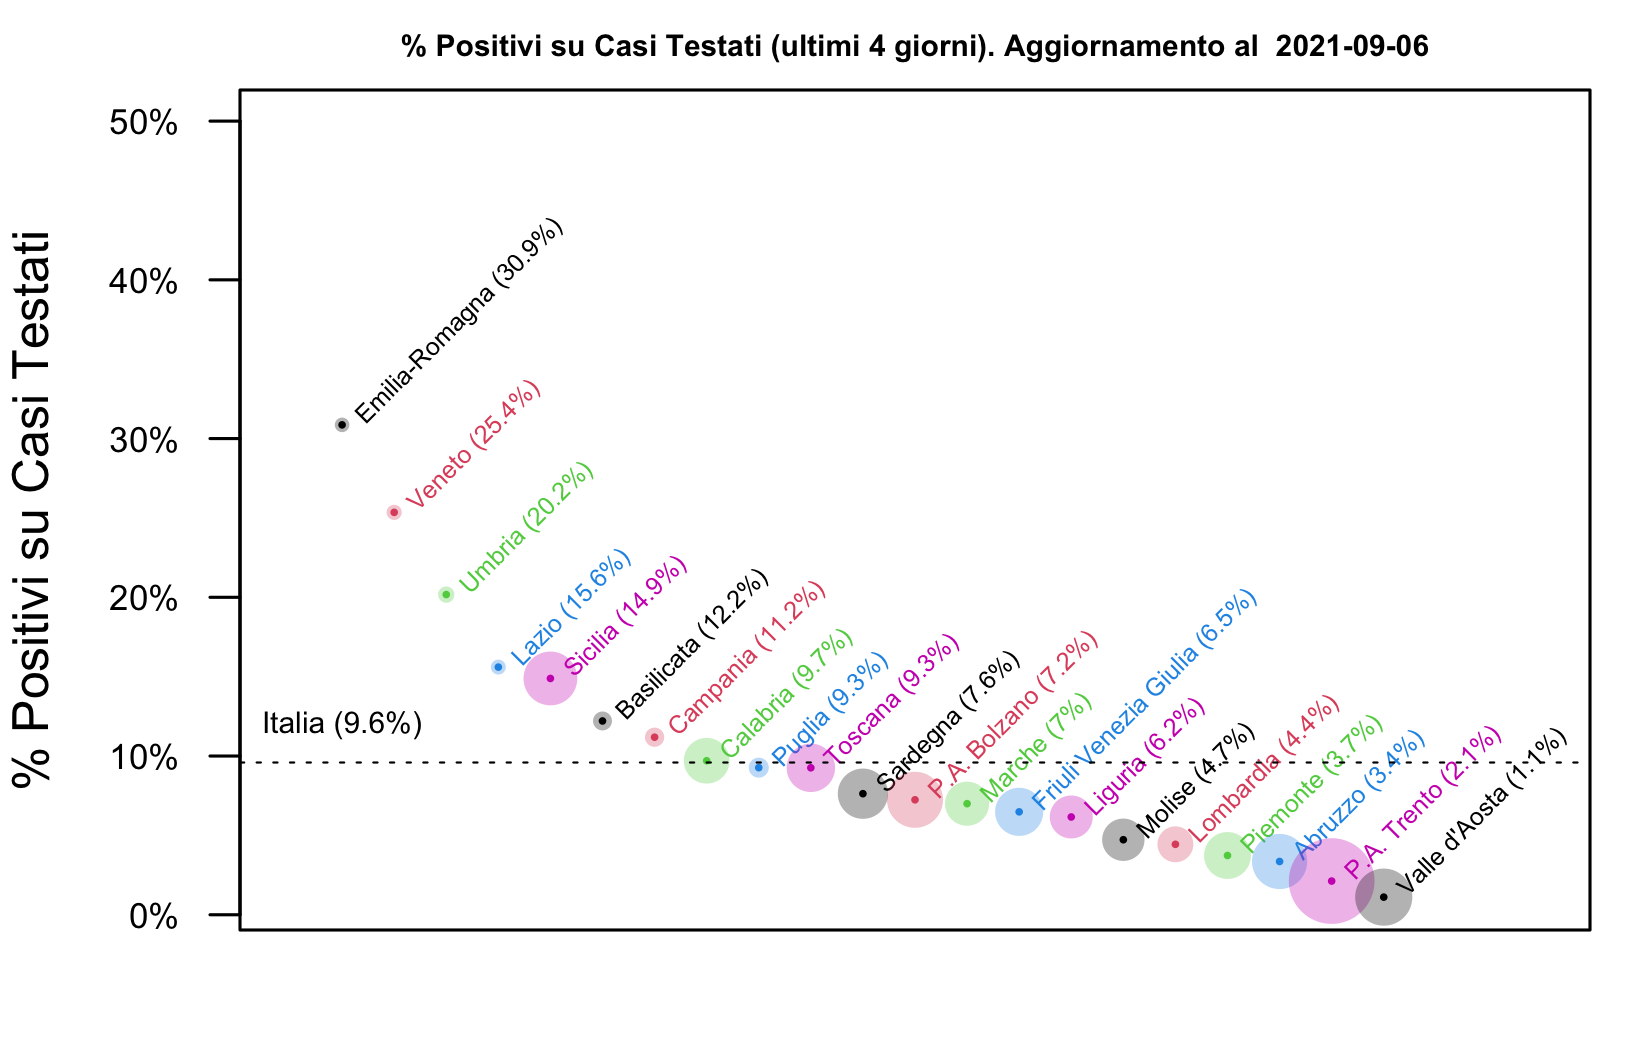 % Positivi su Casi Testati (ultimi 4 giorni). Aggiornamento al  2021-09-06
% Positivi su Casi Testati
50%
40%
30%
20%
10%
0%
Italia (9.6%)
Emilia-Romagna (30.9%)
Veneto (25.4%)
Umbria (20.2%)
Lazio (15.6%)
Sicilia (14.9%)
Basilicata (12.2%)
Campania (11.2%)
Calabria (9.7%)
Puglia (9.3%)
Toscana (9.3%)
Sardegna (7.6%)
P.A. Bolzano (7.2%)
Marche (7%)
Friuli Venezia Giulia (6.5%)
Liguria (6.2%)
Molise (4.7%)
Lombardia (4.4%)
Piemonte (3.7%)
Abruzzo (3.4%)
P.A. Trento (2.1%)
Valle d'Aosta (1.1%)